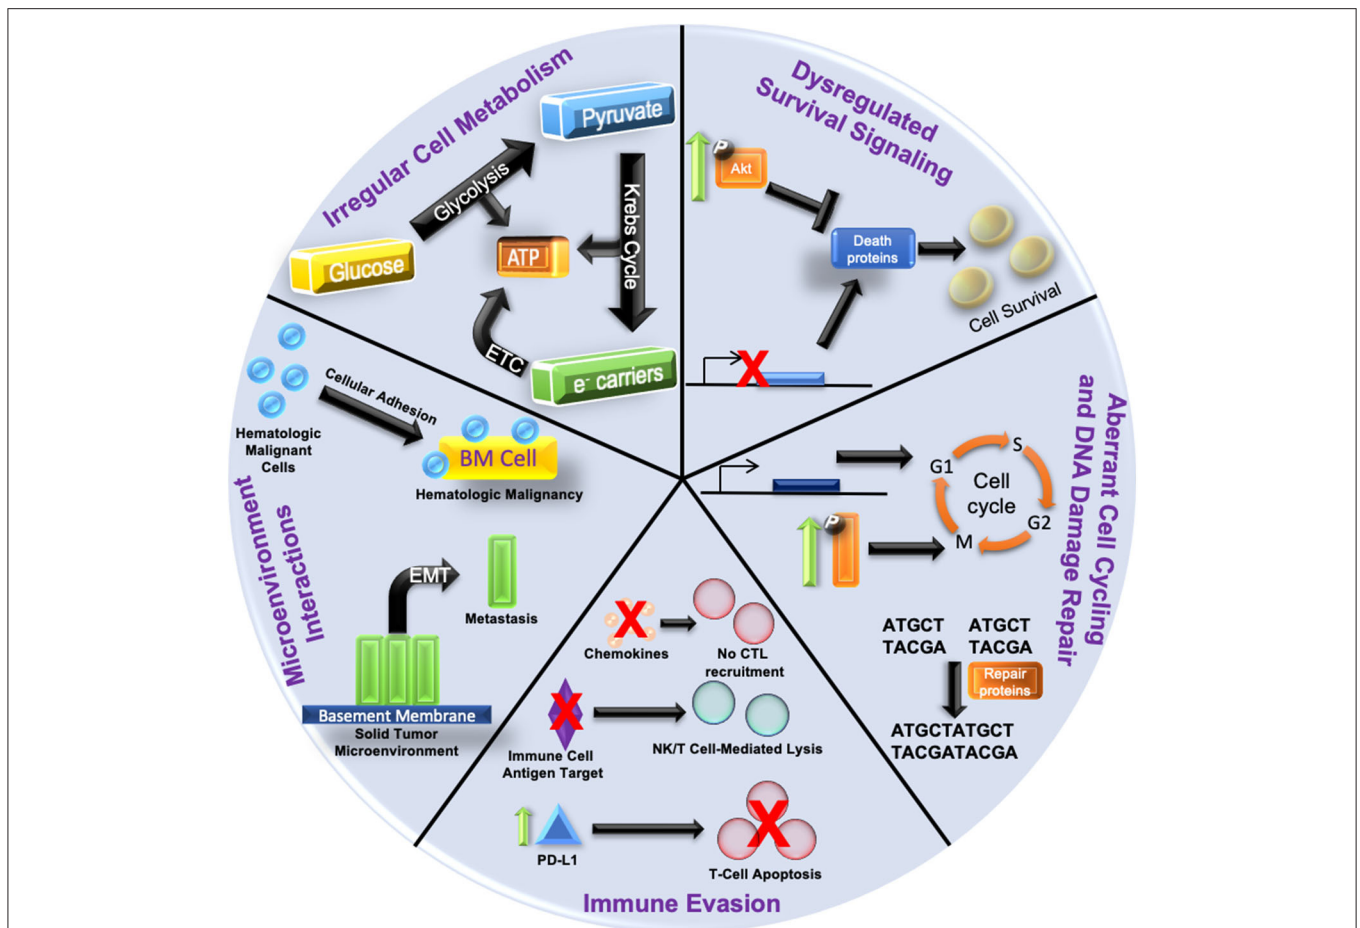 Irregular Cell Metabolism
Pyruvate
Glycolysis
Krebs Cycle
ATP
Glucose
ETC
e- carriers
Dysregulated
Survival Signaling
P
Akt
Death
proteins
Cell Survival
X
Aberrant Cell Cycling
and DNA Damage Repair
G1
S
Cell
cycle
G2
M
P
ATGCT ATGCT
TACGA TACGA
Repair
proteins
ATGCTATGCT
TACGATACGA
Immune Evasion
X
Chemokines
No CTL
recruitment
X
Immune Cell
Antigen Target
NK/T Cell-Mediated Lysis
PD-L1
X
T-Cell Apoptosis
Microenvironment
Interactions
Hematologic
Malignant
Cells
Cellular Adhesion
BM Cell
Hematologic Malignancy
EMT
Metastasis
Basement Membrane
Solid Tumor
Microenvironment